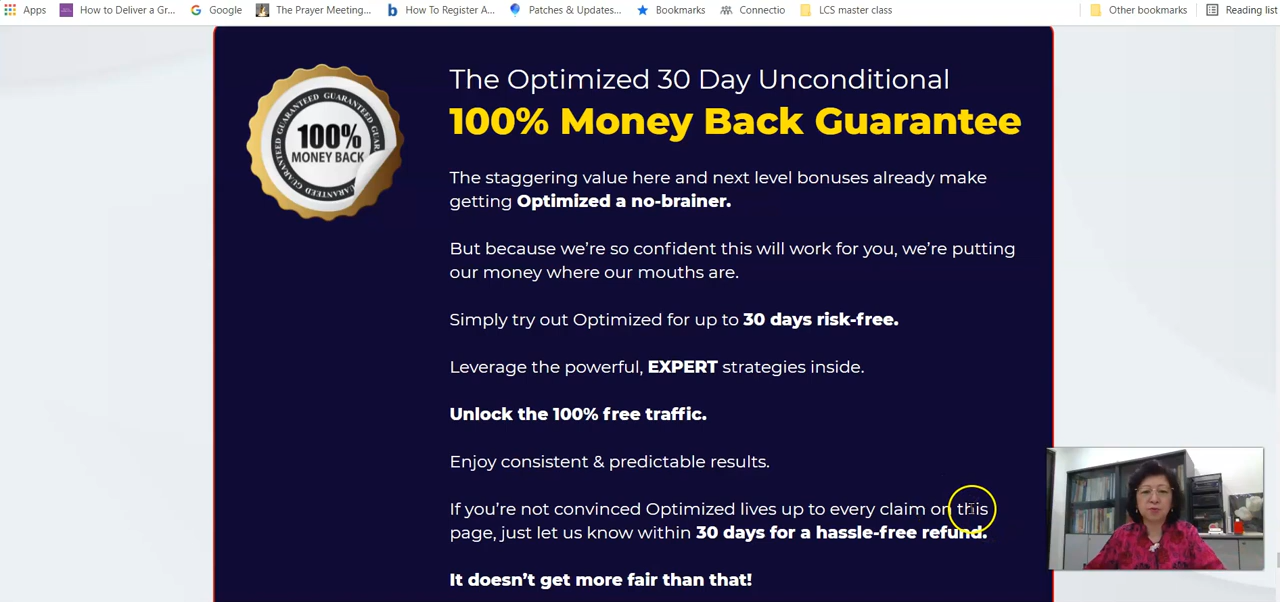 Apps How to Deliver a Gr... Google The Prayer Meeting... How To Register A... Patches & Updates... Bookmarks Connectio LCS master class Other bookmarks Reading list
The Optimized 30 Day Unconditional
100% Money Back Guarantee
GUARANTEED GUARANTEED GUAR
100%
MONEY BACK
GUARANTEED GUARANTEED
The staggering value here and next level bonuses already make
getting Optimized a no-brainer.
But because we're so confident this will work for you, we're putting
our money where our mouths are.
Simply try out Optimized for up to 30 days risk-free.
Leverage the powerful, EXPERT strategies inside.
Unlock the 100% free traffic.
Enjoy consistent & predictable results.
If you're not convinced Optimized lives up to every claim on this
page, just let us know within 30 days for a hassle-free refund.
It doesn't get more fair than that!